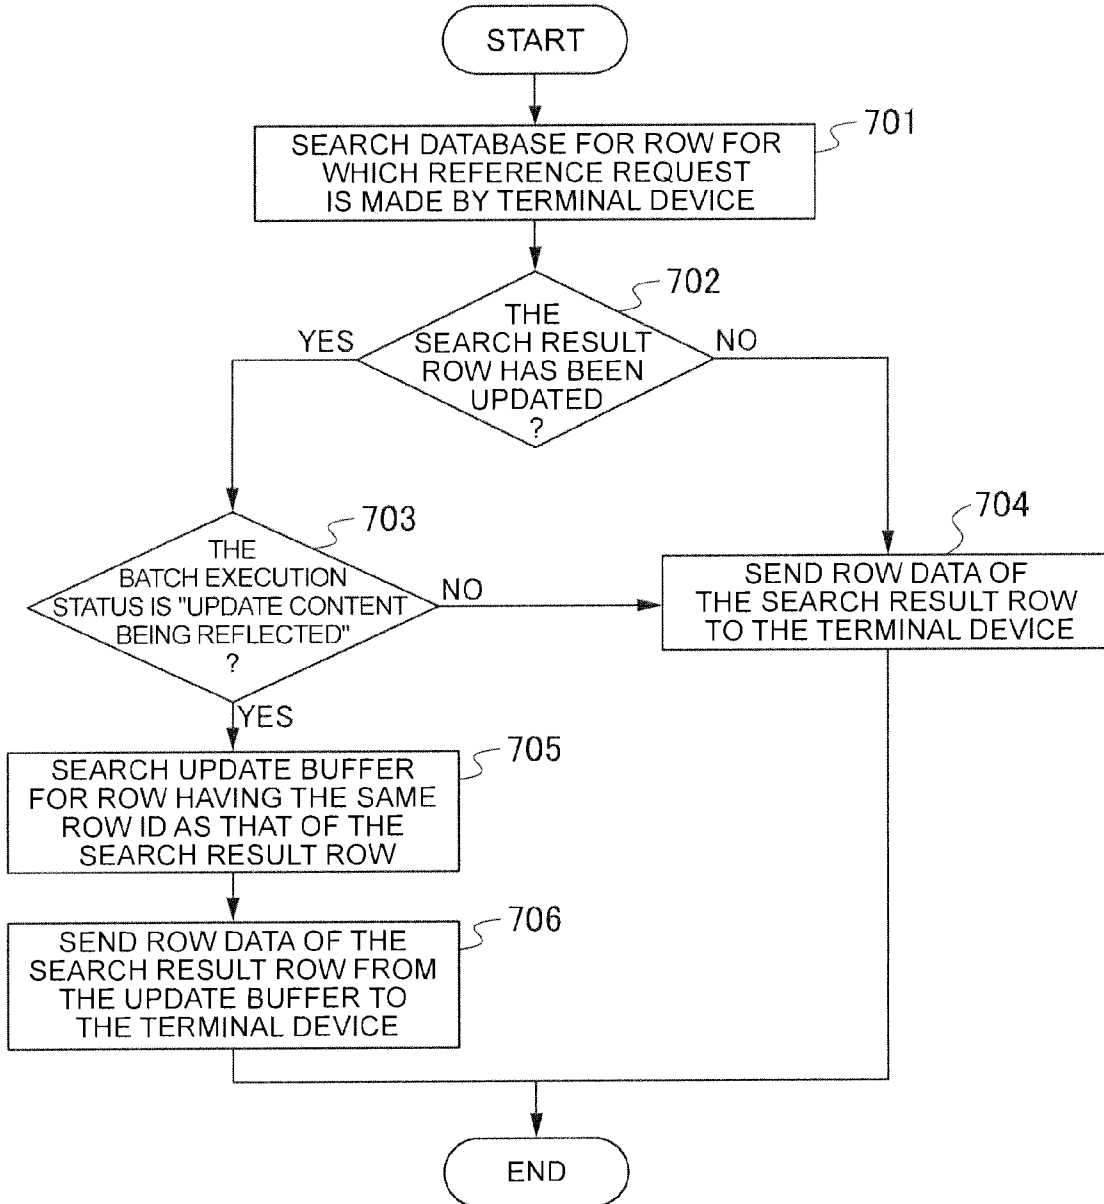 START
701
SEARCH DATABASE FOR ROW FOR
WHICH REFERENCE REQUEST
IS MADE BY TERMINAL DEVICE
702
THE
SEARCH RESULT
ROW HAS BEEN
UPDATED
?
YES
NO
703
THE
BATCH EXECUTION
STATUS IS "UPDATE CONTENT
BEING REFLECTED"
?
NO
YES
704
SEND ROW DATA OF
THE SEARCH RESULT ROW
TO THE TERMINAL DEVICE
705
SEARCH UPDATE BUFFER
FOR ROW HAVING THE SAME
ROW ID AS THAT OF THE
SEARCH RESULT ROW
706
SEND ROW DATA OF THE
SEARCH RESULT ROW FROM
THE UPDATE BUFFER TO
THE TERMINAL DEVICE
END